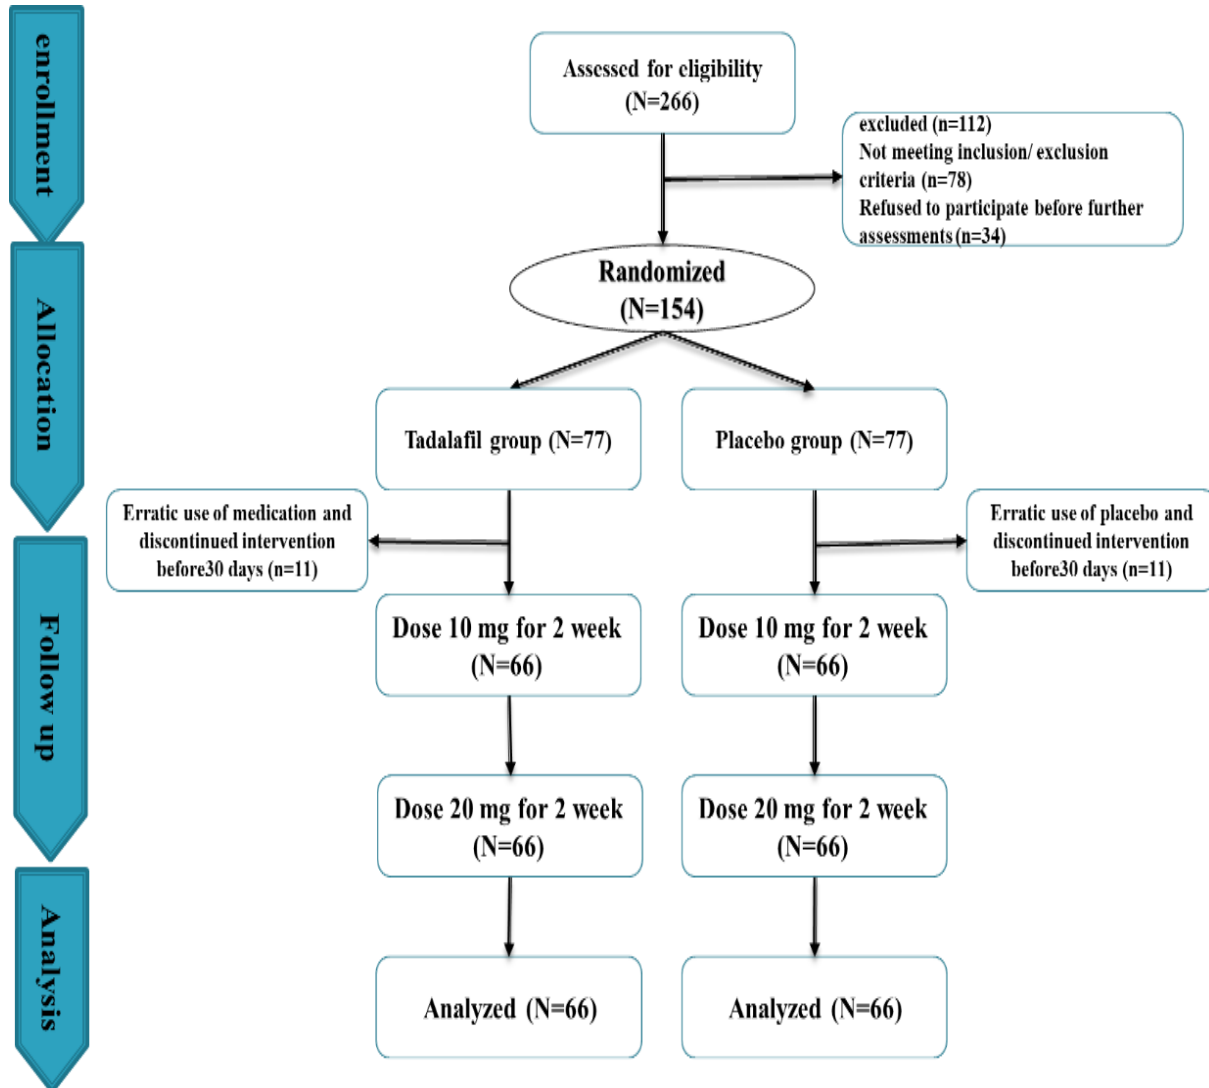 enrollment
Assessed for eligibility
(N=266)
excluded (n=112)
Not meeting inclusion/ exclusion
criteria (n=78)
Refused to participate before further
assessments (n=34)
Allocation
Randomized
(N=154)
Tadalafil group (N=77)
Placebo group (N=77)
Erratic use of medication and
discontinued intervention
before30 days (n=11)
Erratic use of placebo and
discontinued intervention
before30 days (n=11)
Follow up
Dose 10 mg for 2 week
(N=66)
Dose 10 mg for 2 week
(N=66)
Dose 20 mg for 2 week
(N=66)
Dose 20 mg for 2 week
(N=66)
Analysis
Analyzed (N=66)
Analyzed (N=66)